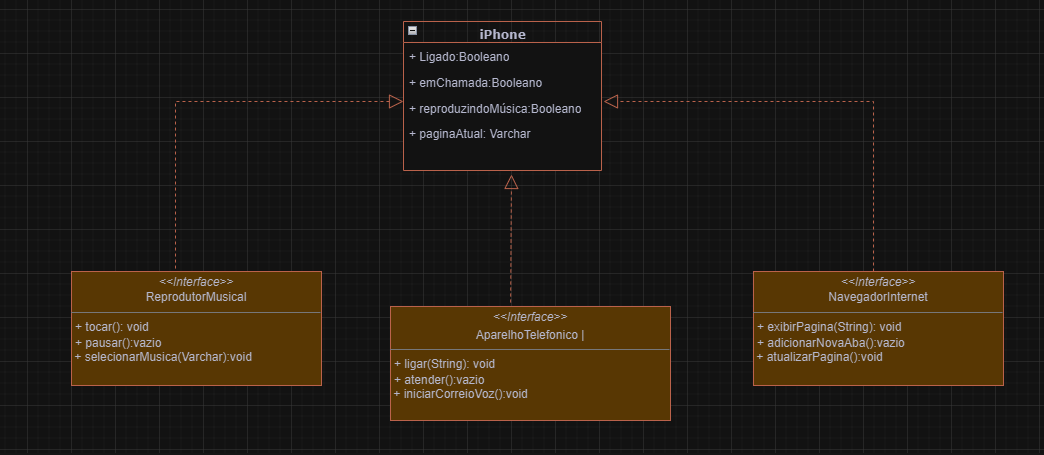 iPhone
+ Ligado:Booleano
+ emChamada:Booleano
+ reproduzindoMúsica:Booleano
+ paginaAtual: Varchar
<<Interface>>
ReprodutorMusical
+ tocar(): void
+ pausar():vazio
+ selecionarMusica(Varchar):void
<<Interface>>
AparelhoTelefonico |
+ ligar(String): void
+ atender():vazio
+ iniciarCorreioVoz():void
<<Interface>>
NavegadorInternet
+ exibirPagina(String): void
+ adicionarNovaAba():vazio
+ atualizarPagina():void